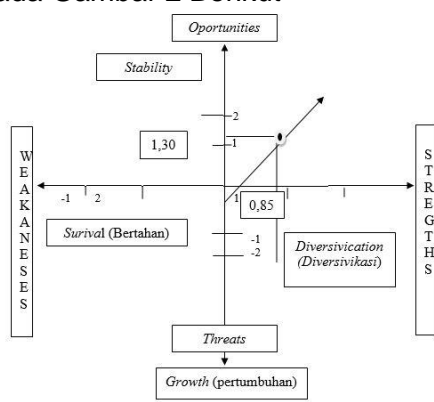 pada Gambar 2 Berikut
Oportunities
Stability
2
1,30
1
W
E
A
K
A
N
E
S
E
S
S
T
R
E
G
T
H
S
-1
2
1
0,85
Surival (Bertahan)
-1
-2
Diversivication
(Diversivikasi)
Threats
Growth (pertumbuhan)